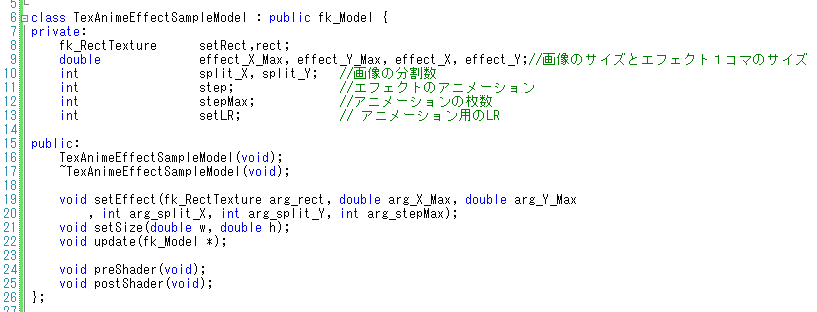 5
6 class TexAnimeEffectSampleModel : public fk_Model {
7 private:
8 fk_RectTexture setRect,rect;
9 double effect_X_Max, effect_Y_Max, effect_X, effect_Y;//画像のサイズとエフェクト１コマのサイズ
10 int split_X, split_Y; //画像の分割数
11 int step; //エフェクトのアニメーション
12 int stepMax; //アニメーションの枚数
13 int setLR; // アニメーション用のLR
14
15 public:
16 TexAnimeEffectSampleModel(void);
17 ~TexAnimeEffectSampleModel(void);
18
19 void setEffect(fk_RectTexture arg_rect, double arg_X_Max, double arg_Y_Max
20 , int arg_split_X, int arg_split_Y, int arg_stepMax);
21 void setSize(double w, double h);
22 void update(fk_Model *);
23
24 void preShader(void);
25 void postShader(void);
26 };
27